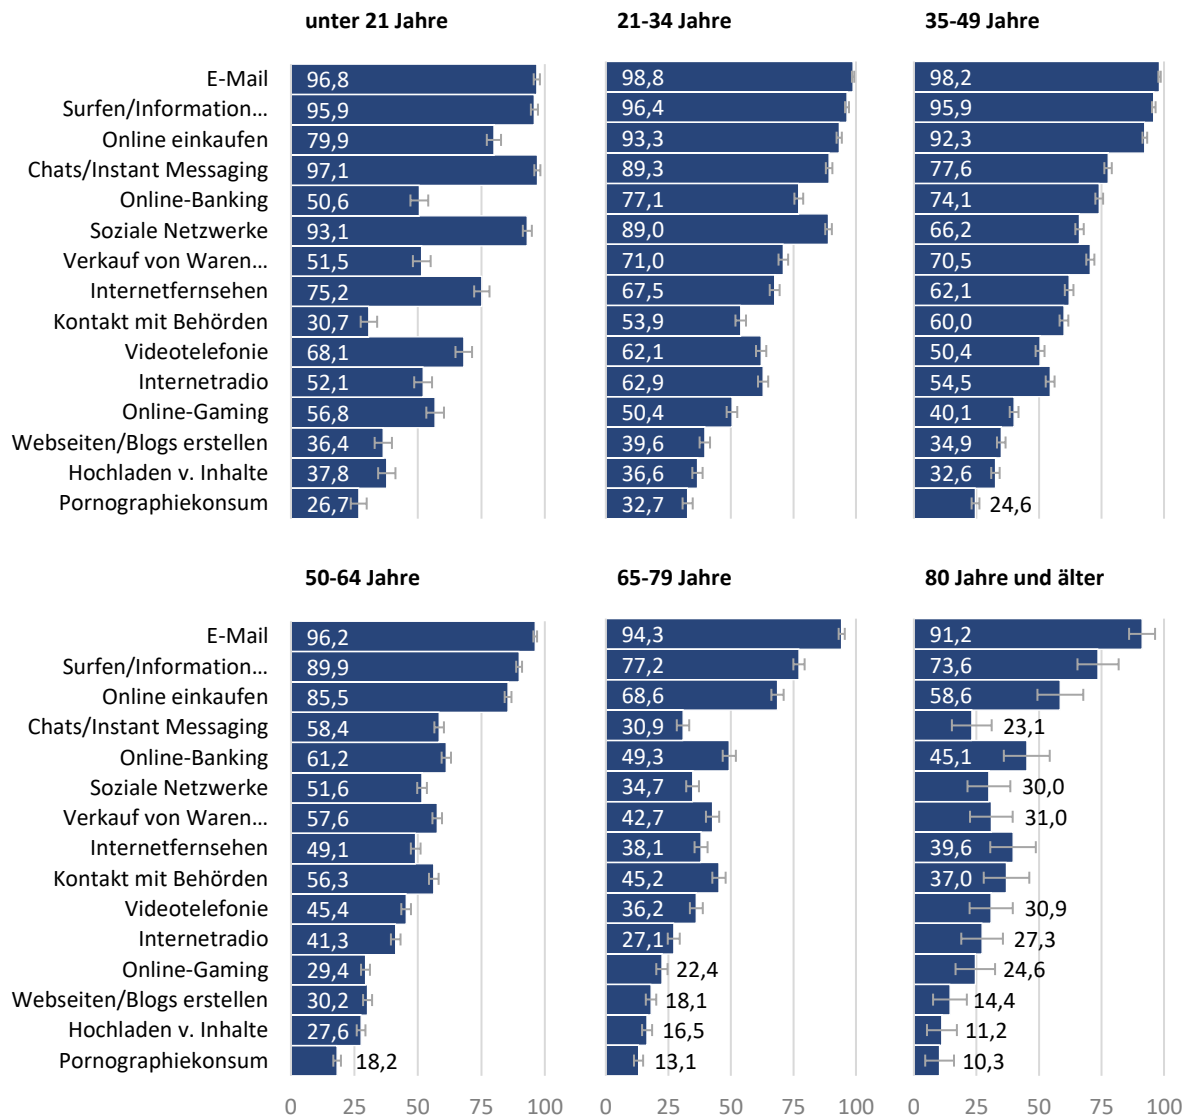 unter 21 Jahre 21-34 Jahre 35-49 Jahre
E-Mail 96,8 98,8 98,2
Surfen/Information... 95,9 96,4 95,9
Online einkaufen 79,9 93,3 92,3
Chats/Instant Messaging 97,1 89,3 77,6
Online-Banking 50,6 77,1 74,1
Soziale Netzwerke 93,1 89,0 66,2
Verkauf von Waren... 51,5 71,0 70,5
Internetfernsehen 75,2 67,5 62,1
Kontakt mit Behörden 30,7 53,9 60,0
Videotelefonie 68,1 62,1 50,4
Internetradio 52,1 62,9 54,5
Online-Gaming 56,8 50,4 40,1
Webseiten/Blogs erstellen 36,4 39,6 34,9
Hochladen v. Inhalte 37,8 36,6 32,6
Pornographiekonsum 26,7 32,7 24,6
50-64 Jahre 65-79 Jahre 80 Jahre und älter
E-Mail 96,2 94,3 91,2
Surfen/Information... 89,9 77,2 73,6
Online einkaufen 85,5 68,6 58,6
Chats/Instant Messaging 58,4 30,9 23,1
Online-Banking 61,2 49,3 45,1
Soziale Netzwerke 51,6 34,7 30,0
Verkauf von Waren... 57,6 42,7 31,0
Internetfernsehen 49,1 38,1 39,6
Kontakt mit Behörden 56,3 45,2 37,0
Videotelefonie 45,4 36,2 30,9
Internetradio 41,3 27,1 27,3
Online-Gaming 29,4 22,4 24,6
Webseiten/Blogs erstellen 30,2 18,1 14,4
Hochladen v. Inhalte 27,6 16,5 11,2
Pornographiekonsum 18,2 13,1 10,3
0 25 50 75 100 0 25 50 75 100 0 25 50 75 100